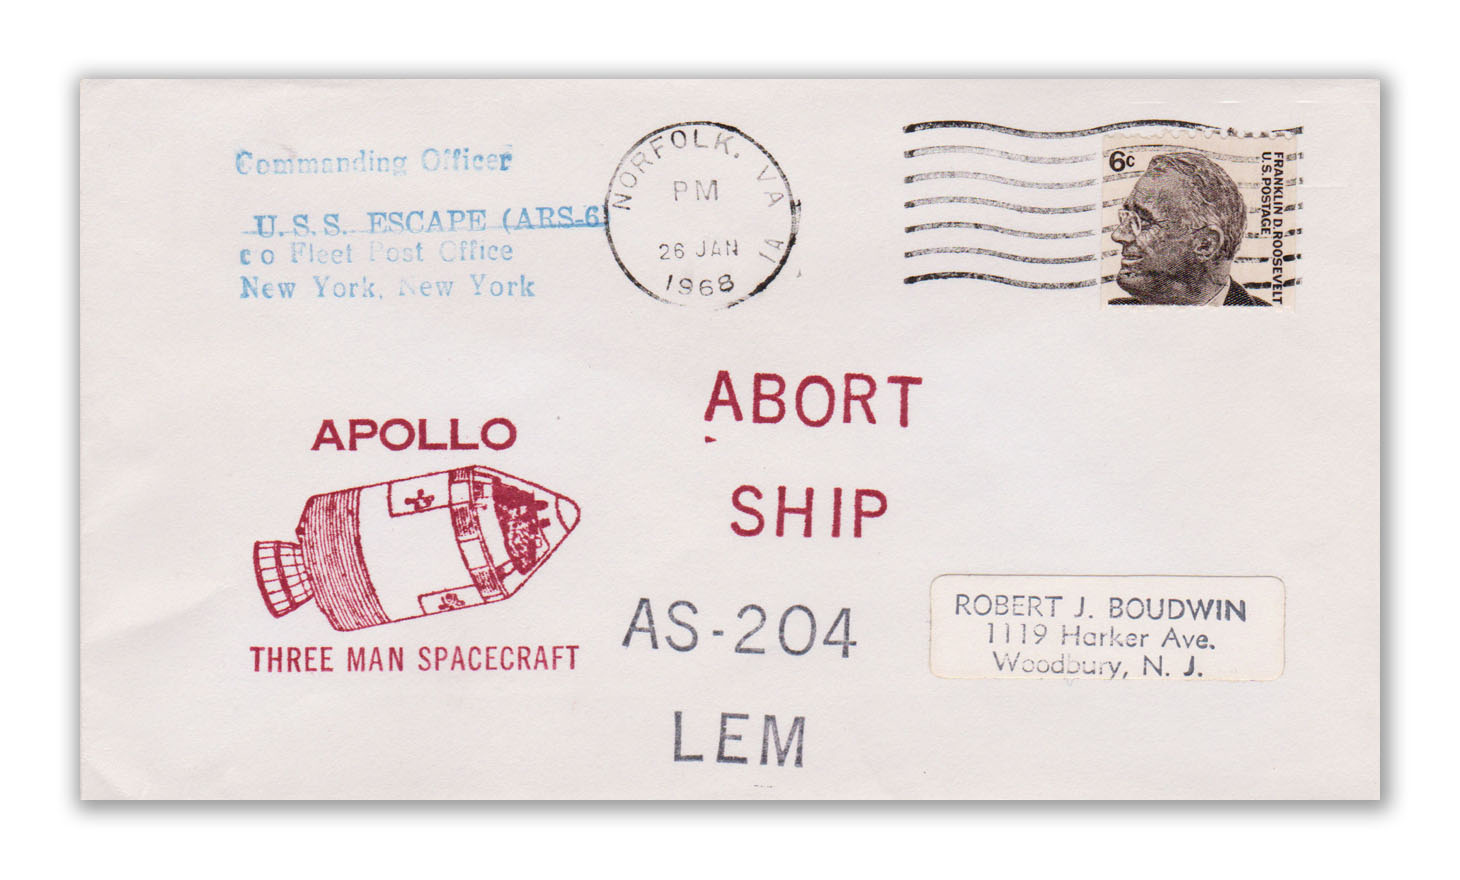 Commanding Officer
U.S.S. ESCAPE (ARS-6
c o Fleet Post Office
New York, New York
NORFOLK, VA
PM
26 JAN
1968
1A
6c
FRANKLIN D. ROOSEVELT
U.S. POSTAGE
ABORT
SHIP
APOLLO
THREE MAN SPACECRAFT
AS-204
LEM
ROBERT J. BOUDWIN
1119 Harker Ave.
Woodbury, N. J.